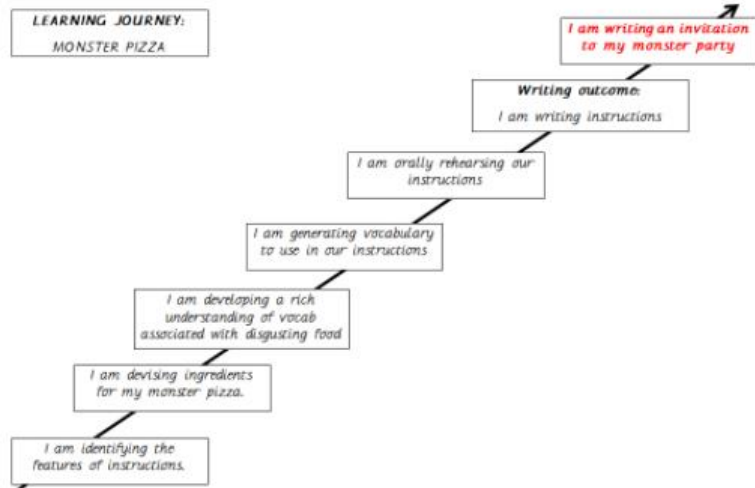 LEARNING JOURNEY:
MONSTER PIZZA
I am writing an invitation
to my monster party
Writing outcome:
I am writing instructions
I am orally rehearsing our
instructions
I am generating vocabulary
to use in our instructions
I am developing a rich
understanding of vocab
associated with disgusting food
I am devising ingredients
for my monster pizza.
I am identifying the
features of instructions.